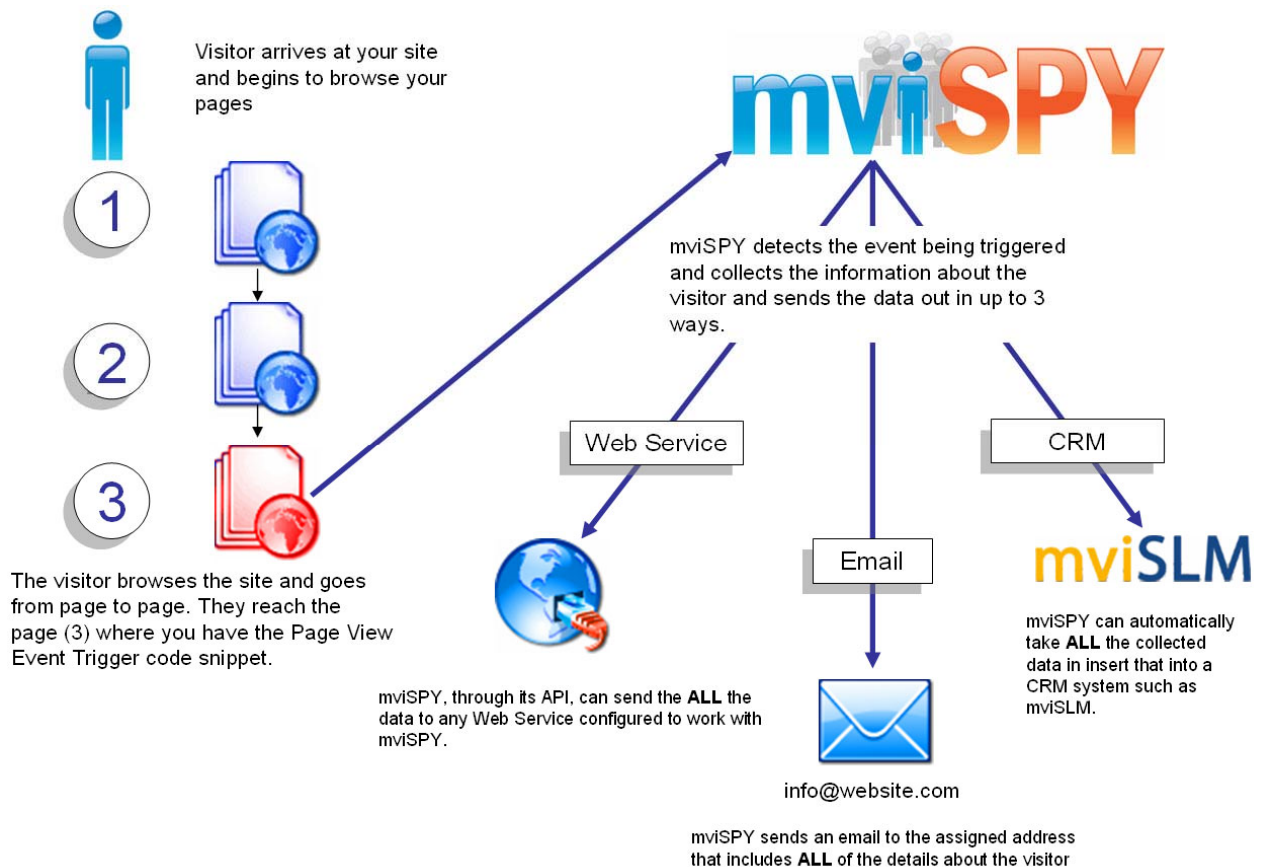 Visitor arrives at your site
and begins to browse your
pages
mviSPY
1
2
3
The visitor browses the site and goes
from page to page. They reach the
page (3) where you have the Page View
Event Trigger code snippet.
mviSPY detects the event being triggered
and collects the information about the
visitor and sends the data out in up to 3
ways.
Web Service
mviSPY, through its API, can send the ALL the
data to any Web Service configured to work with
mviSPY.
Email
info@website.com
mviSPY sends an email to the assigned address
that includes ALL of the details about the visitor
CRM
mviSLM
mviSPY can automatically
take ALL the collected
data in insert that into a
CRM system such as
mviSLM.